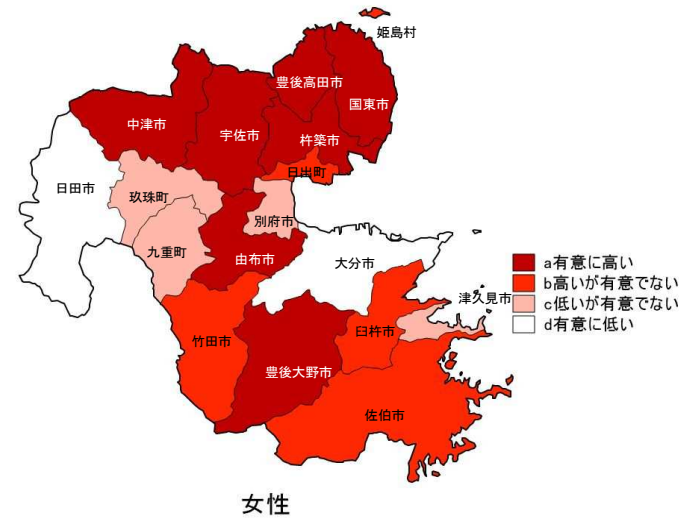 姫島村
豊後高田市
国東市
中津市
宇佐市
杵築市
日出町
日田市
玖珠町
別府市
九重町
由布市
大分市
津久見市
竹田市
臼杵市
豊後大野市
佐伯市
a有意に高い
b高いが有意でない
c低いが有意でない
d有意に低い
女性